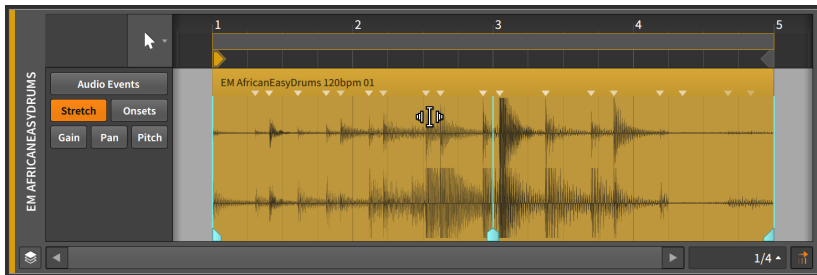 1 2 3 4 5
EM AFRICANEASYDRUMS
EM AfricanEasyDrums 120bpm 01
Audio Events
Stretch Onsets
Gain Pan Pitch
1/4